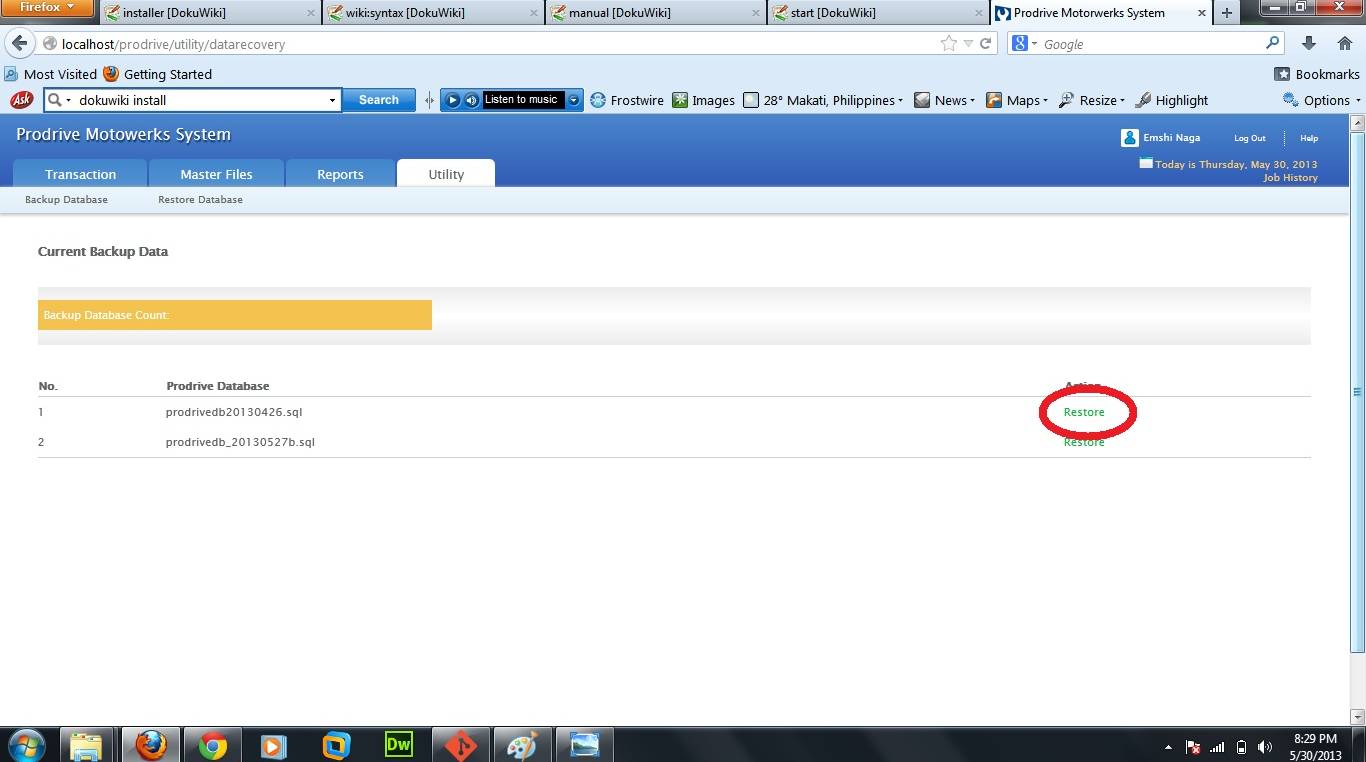 Firefox
installer [DokuWiki]
wiki:syntax [DokuWiki]
manual [DokuWiki]
start [DokuWiki]
Prodrive Motorwerks System
localhost/prodrive/utility/datarecovery
Google
Most Visited
Getting Started
Bookmarks
Ask
dokuwiki install
Search
Listen to music
Frostwire
Images
28° Makati, Philippines
News
Maps
Resize
Highlight
Options
Prodrive Motowerks System
Emshi Naga
Log Out
Help
Today is Thursday, May 30, 2013
Job History
Transaction
Master Files
Reports
Utility
Backup Database
Restore Database
Current Backup Data
Backup Database Count:
No. Prodrive Database Action
1 prodrivedb20130426.sql Restore
2 prodrivedb_20130527b.sql Restore
Dw
8:29 PM
5/30/2013